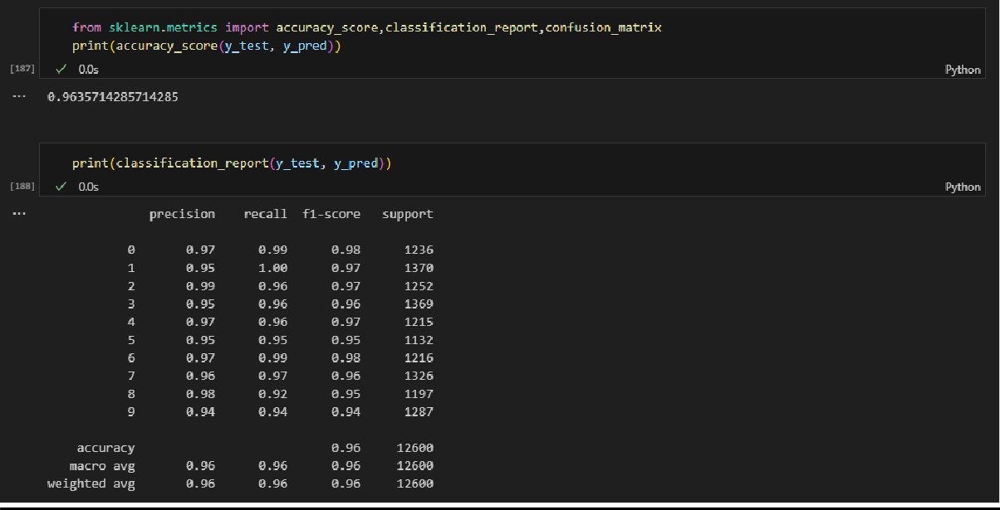 from sklearn.metrics import accuracy_score,classification_report,confusion_matrix
print(accuracy_score(y_test, y_pred))
[187] ✓ 0.0s Python
... 0.9635714285714285
print(classification_report(y_test, y_pred))
[188] ✓ 0.0s Python
... precision recall f1-score support
0 0.97 0.99 0.98 1236
1 0.95 1.00 0.97 1370
2 0.99 0.96 0.97 1252
3 0.95 0.96 0.96 1369
4 0.97 0.96 0.97 1215
5 0.95 0.95 0.95 1132
6 0.97 0.99 0.98 1216
7 0.96 0.97 0.96 1326
8 0.98 0.92 0.95 1197
9 0.94 0.94 0.94 1287
accuracy 0.96 12600
macro avg 0.96 0.96 0.96 12600
weighted avg 0.96 0.96 0.96 12600